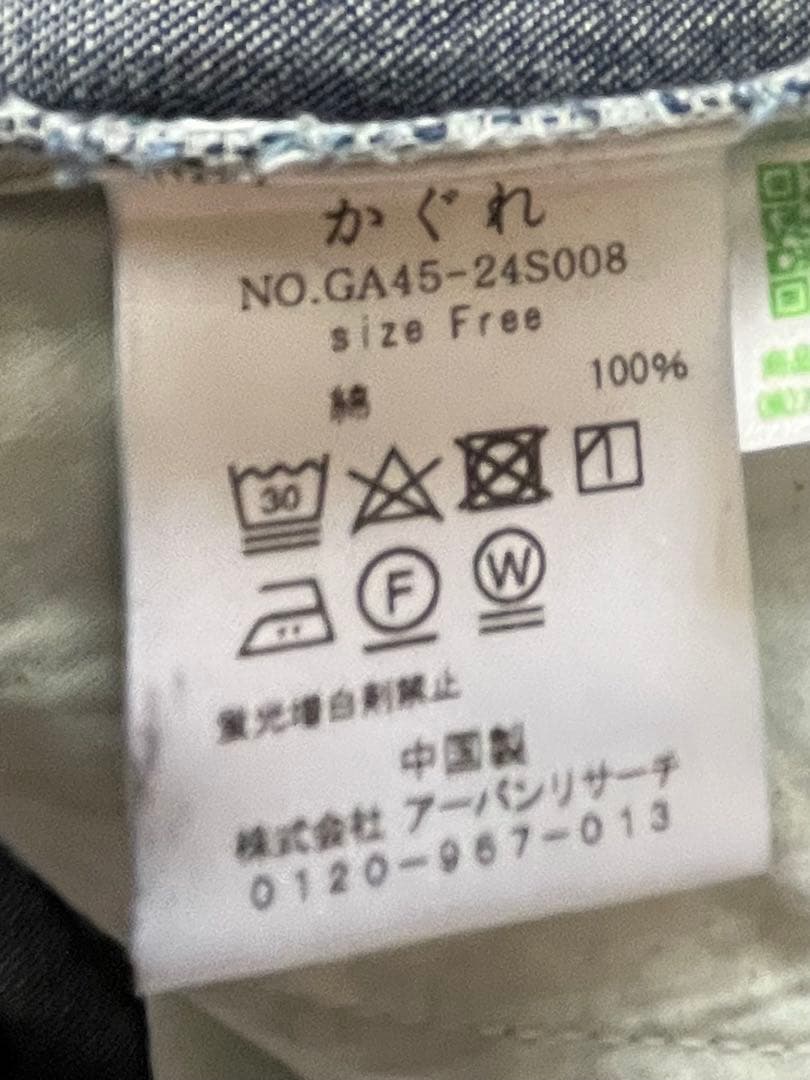 かぐれ
NO.GA45-24S008
size Free
綿 100%
30
F W
蛍光増白剤禁止
中国製
株式会社 アーバンリサーチ
0120-967-013